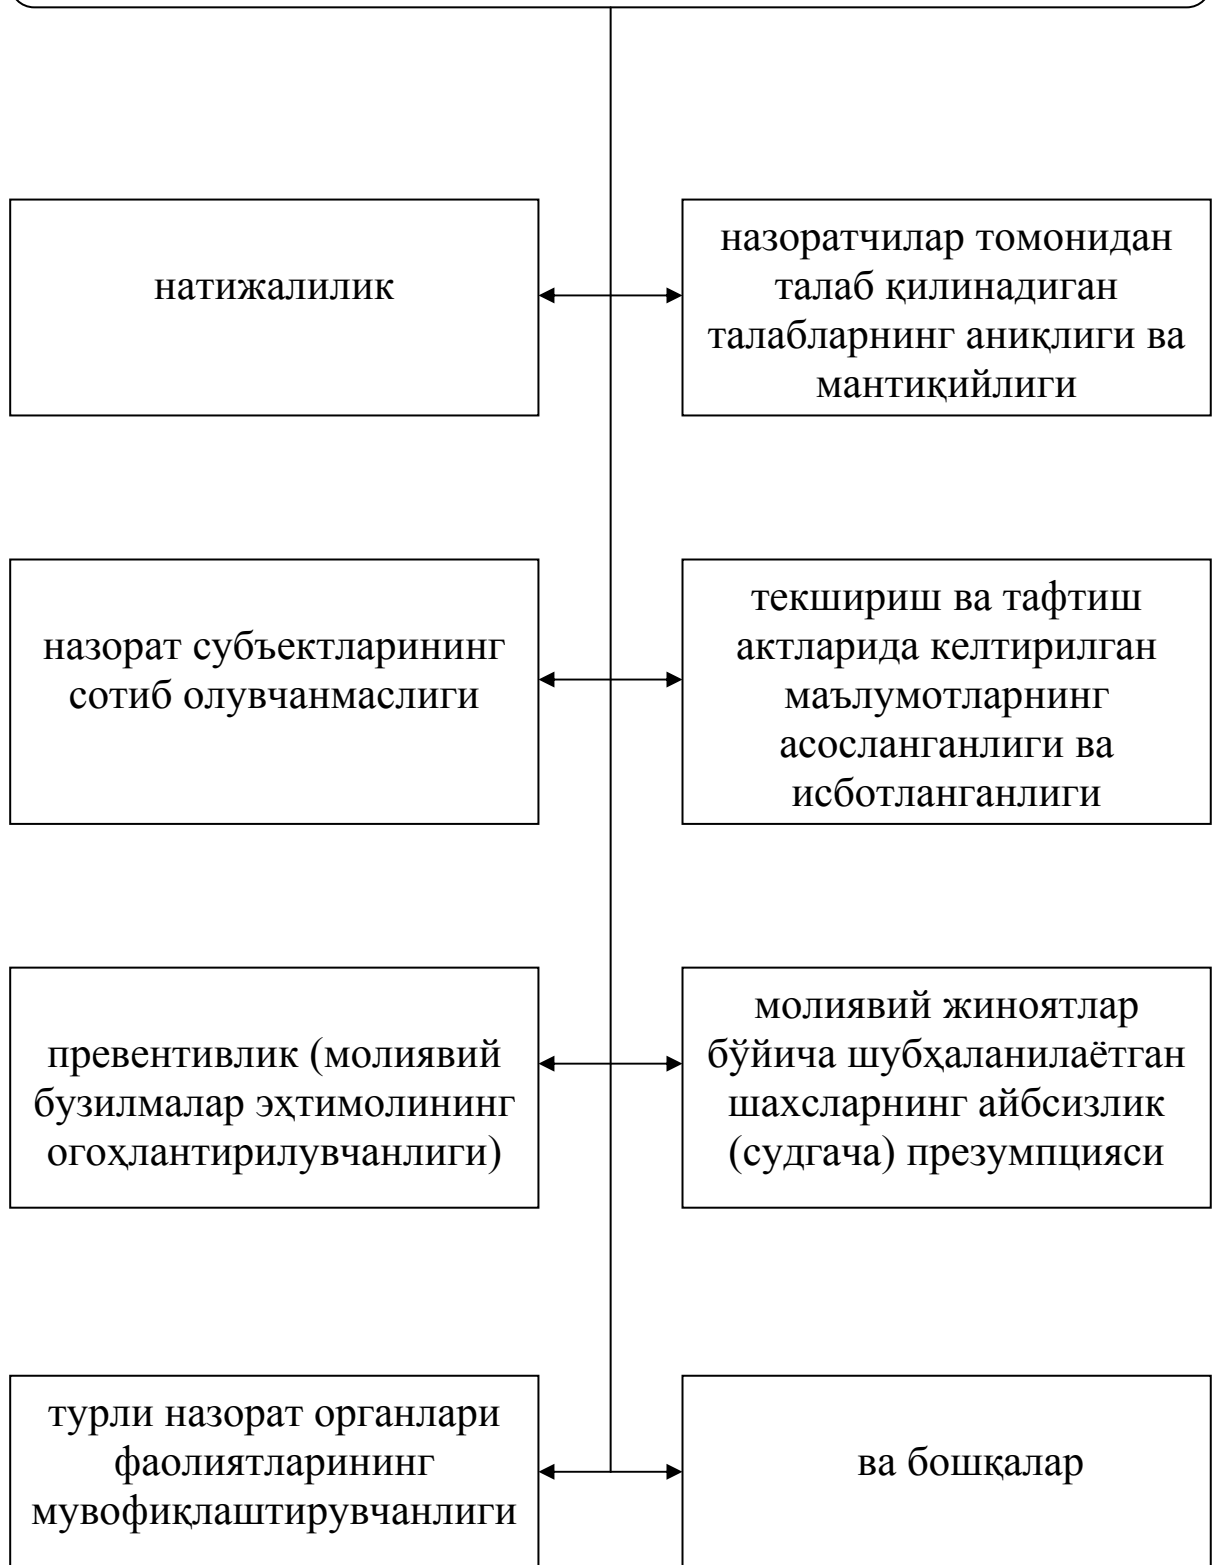 натижалилик
назоратчилар томонидан
талаб қилинадиган
талабларнинг аниқлиги ва
мантиқийлиги
назорат субъектларининг
сотиб олувчанмаслиги
текшириш ва тафтиш
актларида келтирилган
маълумотларнинг
асосланганлиги ва
исботланганлиги
превентивлик (молиявий
бузилмалар эҳтимолининг
огоҳлантирилувчанлиги)
молиявий жиноятлар
бўйича шубҳаланилаётган
шахсларнинг айбсизлик
(судгача) презумпцияси
турли назорат органлари
фаолиятларининг
мувофиқлаштирувчанлиги
ва бошқалар